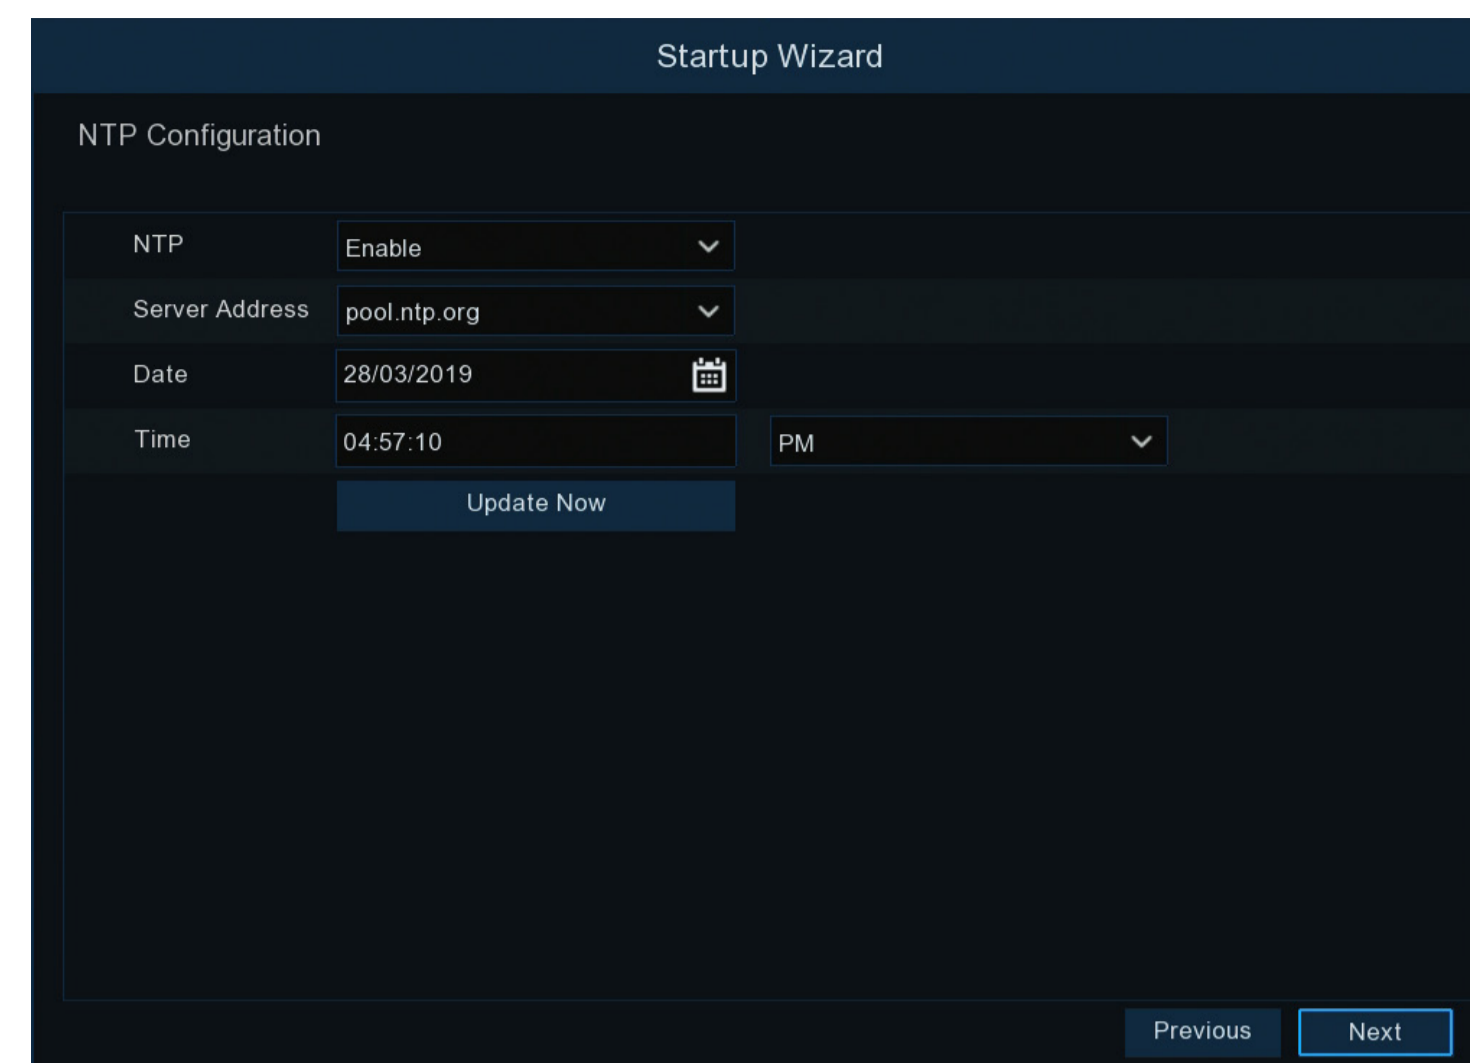 Startup Wizard
NTP Configuration
NTP Enable
Server Address pool.ntp.org
Date 28/03/2019
Time 04:57:10 PM
Update Now
Previous Next